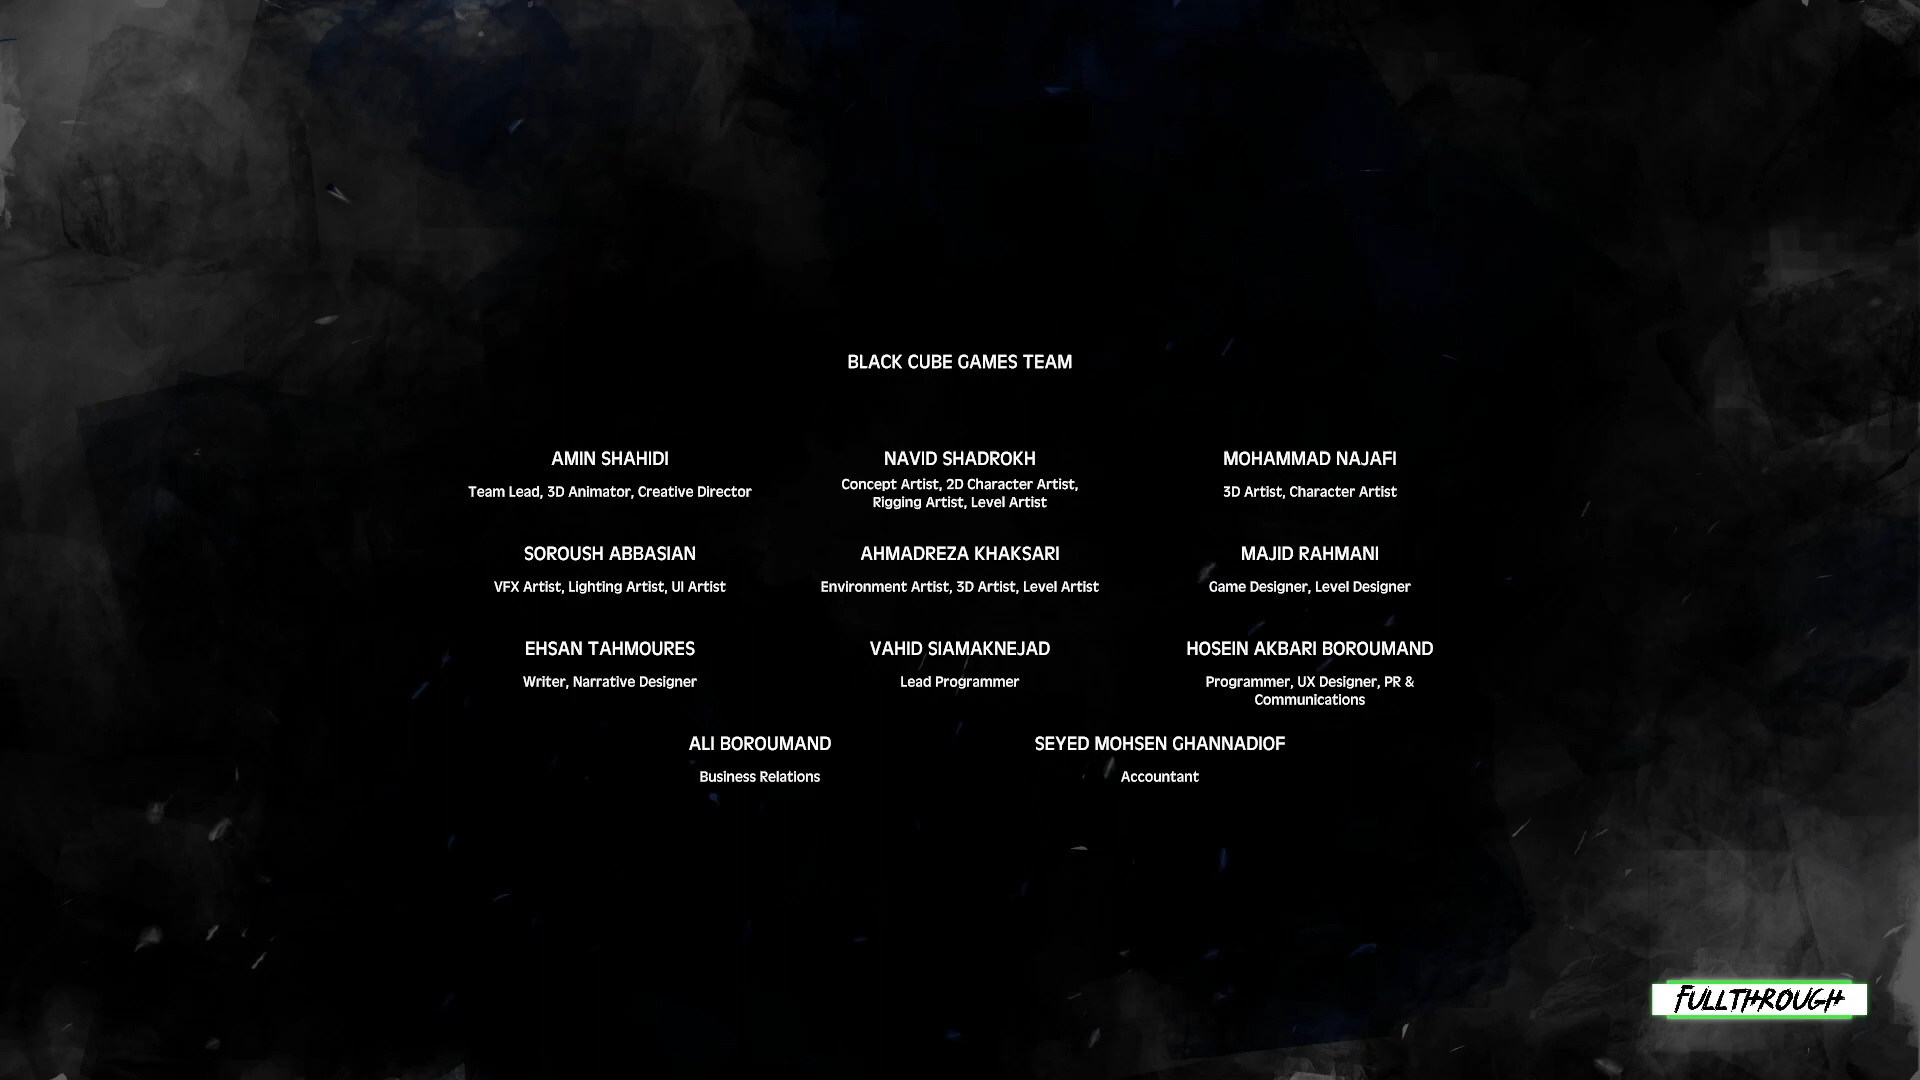 BLACK CUBE GAMES TEAM
AMIN SHAHIDI
Team Lead, 3D Animator, Creative Director
NAVID SHADROKH
Concept Artist, 2D Character Artist,
Rigging Artist, Level Artist
MOHAMMAD NAJAFI
3D Artist, Character Artist
SOROUSH ABBASIAN
VFX Artist, Lighting Artist, UI Artist
AHMADREZA KHAKSARI
Environment Artist, 3D Artist, Level Artist
MAJID RAHMANI
Game Designer, Level Designer
EHSAN TAHMOURES
Writer, Narrative Designer
VAHID SIAMAKNEJAD
Lead Programmer
HOSEIN AKBARI BOROUMAND
Programmer, UX Designer, PR &
Communications
ALI BOROUMAND
Business Relations
SEYED MOHSEN GHANNADIOF
Accountant
FULLTHROUGH